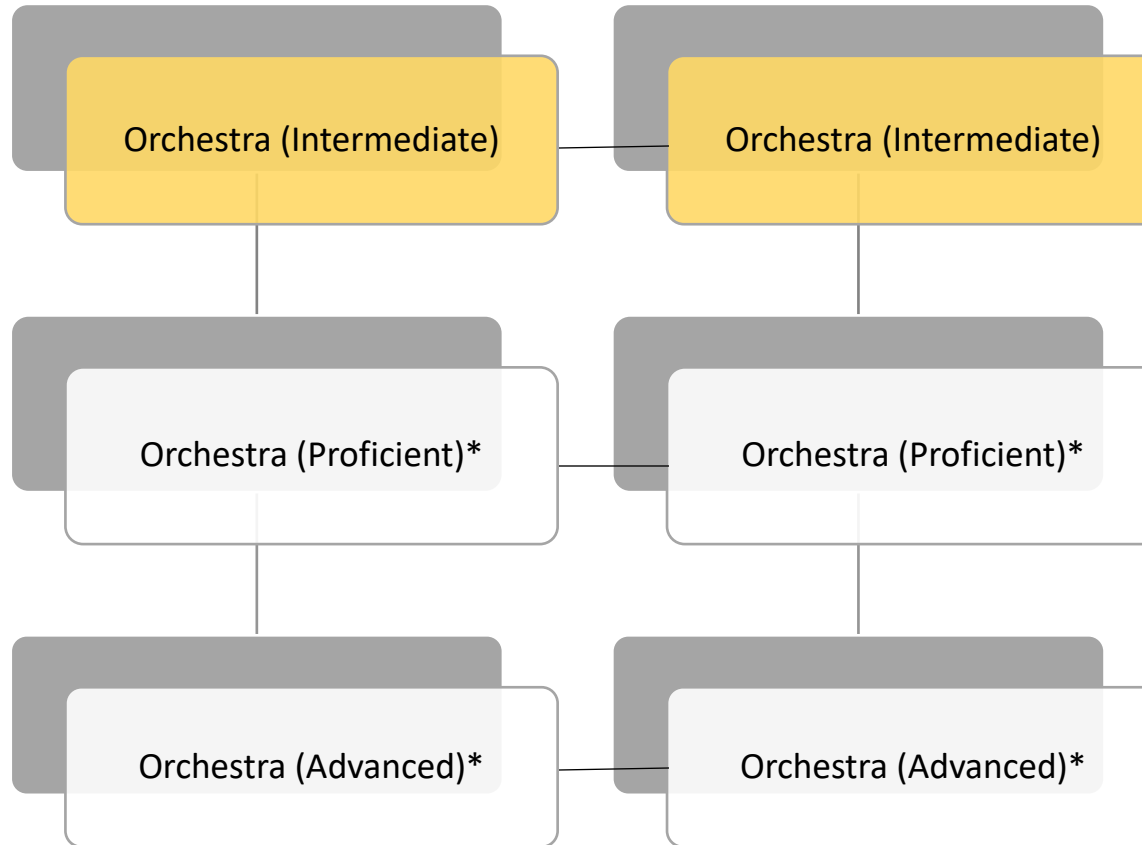 Orchestra (Intermediate)
Orchestra (Intermediate)
Orchestra (Proficient)*
Orchestra (Proficient)*
Orchestra (Advanced)*
Orchestra (Advanced)*